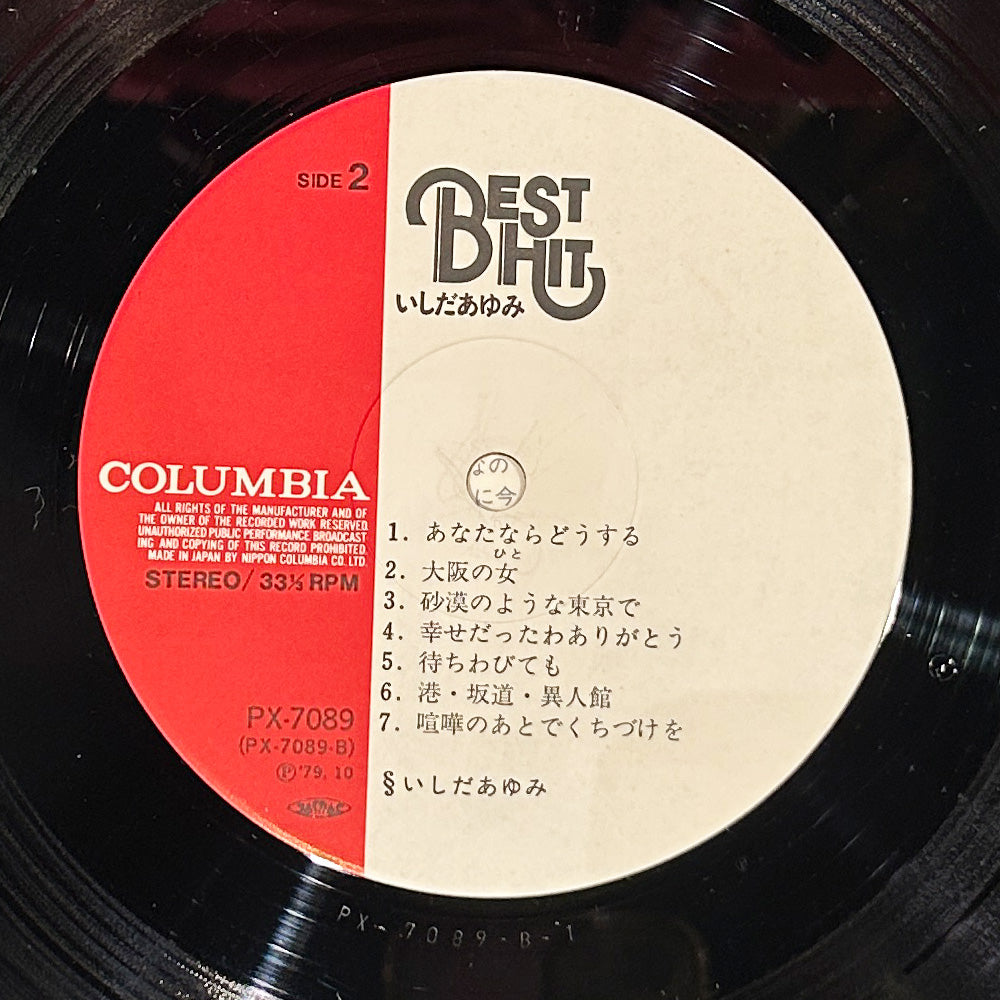 SIDE 2
BEST
HIT
いしだあゆみ
COLUMBIA
ALL RIGHTS OF THE MANUFACTURER AND OF
THE OWNER OF THE RECORDED WORK RESERVED.
UNAUTHORIZED PUBLIC PERFORMANCE BROADCAST
ING AND COPYING OF THIS RECORD PROHIBITED.
MADE IN JAPAN BY NIPPON COLUMBIA CO. LTD.
STEREO/ 33⅓ RPM
の
に今
1. あなたならどうする
ひと
2. 大阪の女
3. 砂漠のような東京で
4. 幸せだったわありがとう
5. 待ちわびても
6. 港・坂道・異人館
7. 喧嘩のあとでくちづけを
PX-7089
(PX-7089-B)
Ⓟ'79. 10
§ いしだあゆみ
PX-7089-B-1